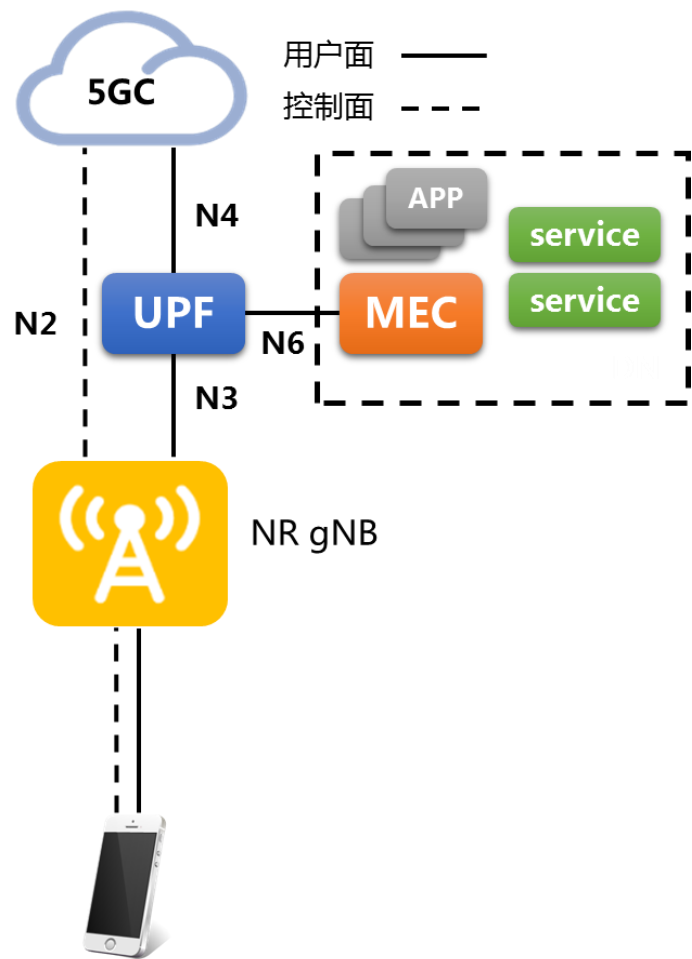 5GC
用户面
控制面
N4
APP
service
service
UPF
MEC
N2
N6
N3
NR gNB